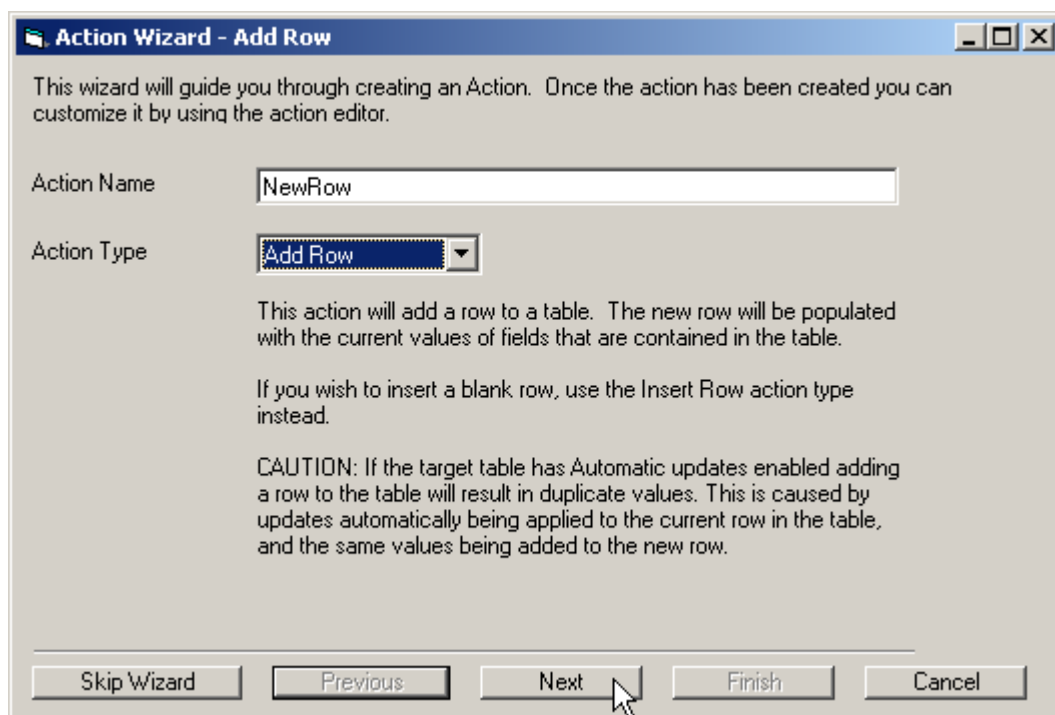 Action Wizard - Add Row
This wizard will guide you through creating an Action. Once the action has been created you can
customize it by using the action editor.
Action Name
NewRow
Action Type
Add Row
This action will add a row to a table. The new row will be populated
with the current values of fields that are contained in the table.
If you wish to insert a blank row, use the Insert Row action type
instead.
CAUTION: If the target table has Automatic updates enabled adding
a row to the table will result in duplicate values. This is caused by
updates automatically being applied to the current row in the table,
and the same values being added to the new row.
Skip Wizard
Previous
Next
Finish
Cancel